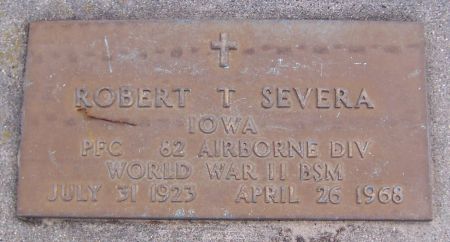 ROBERT T SEVERA
IOWA
PFC 82 AIRBORNE DIV
WORLD WAR II BSM
JULY 31 1923 APRIL 26 1968